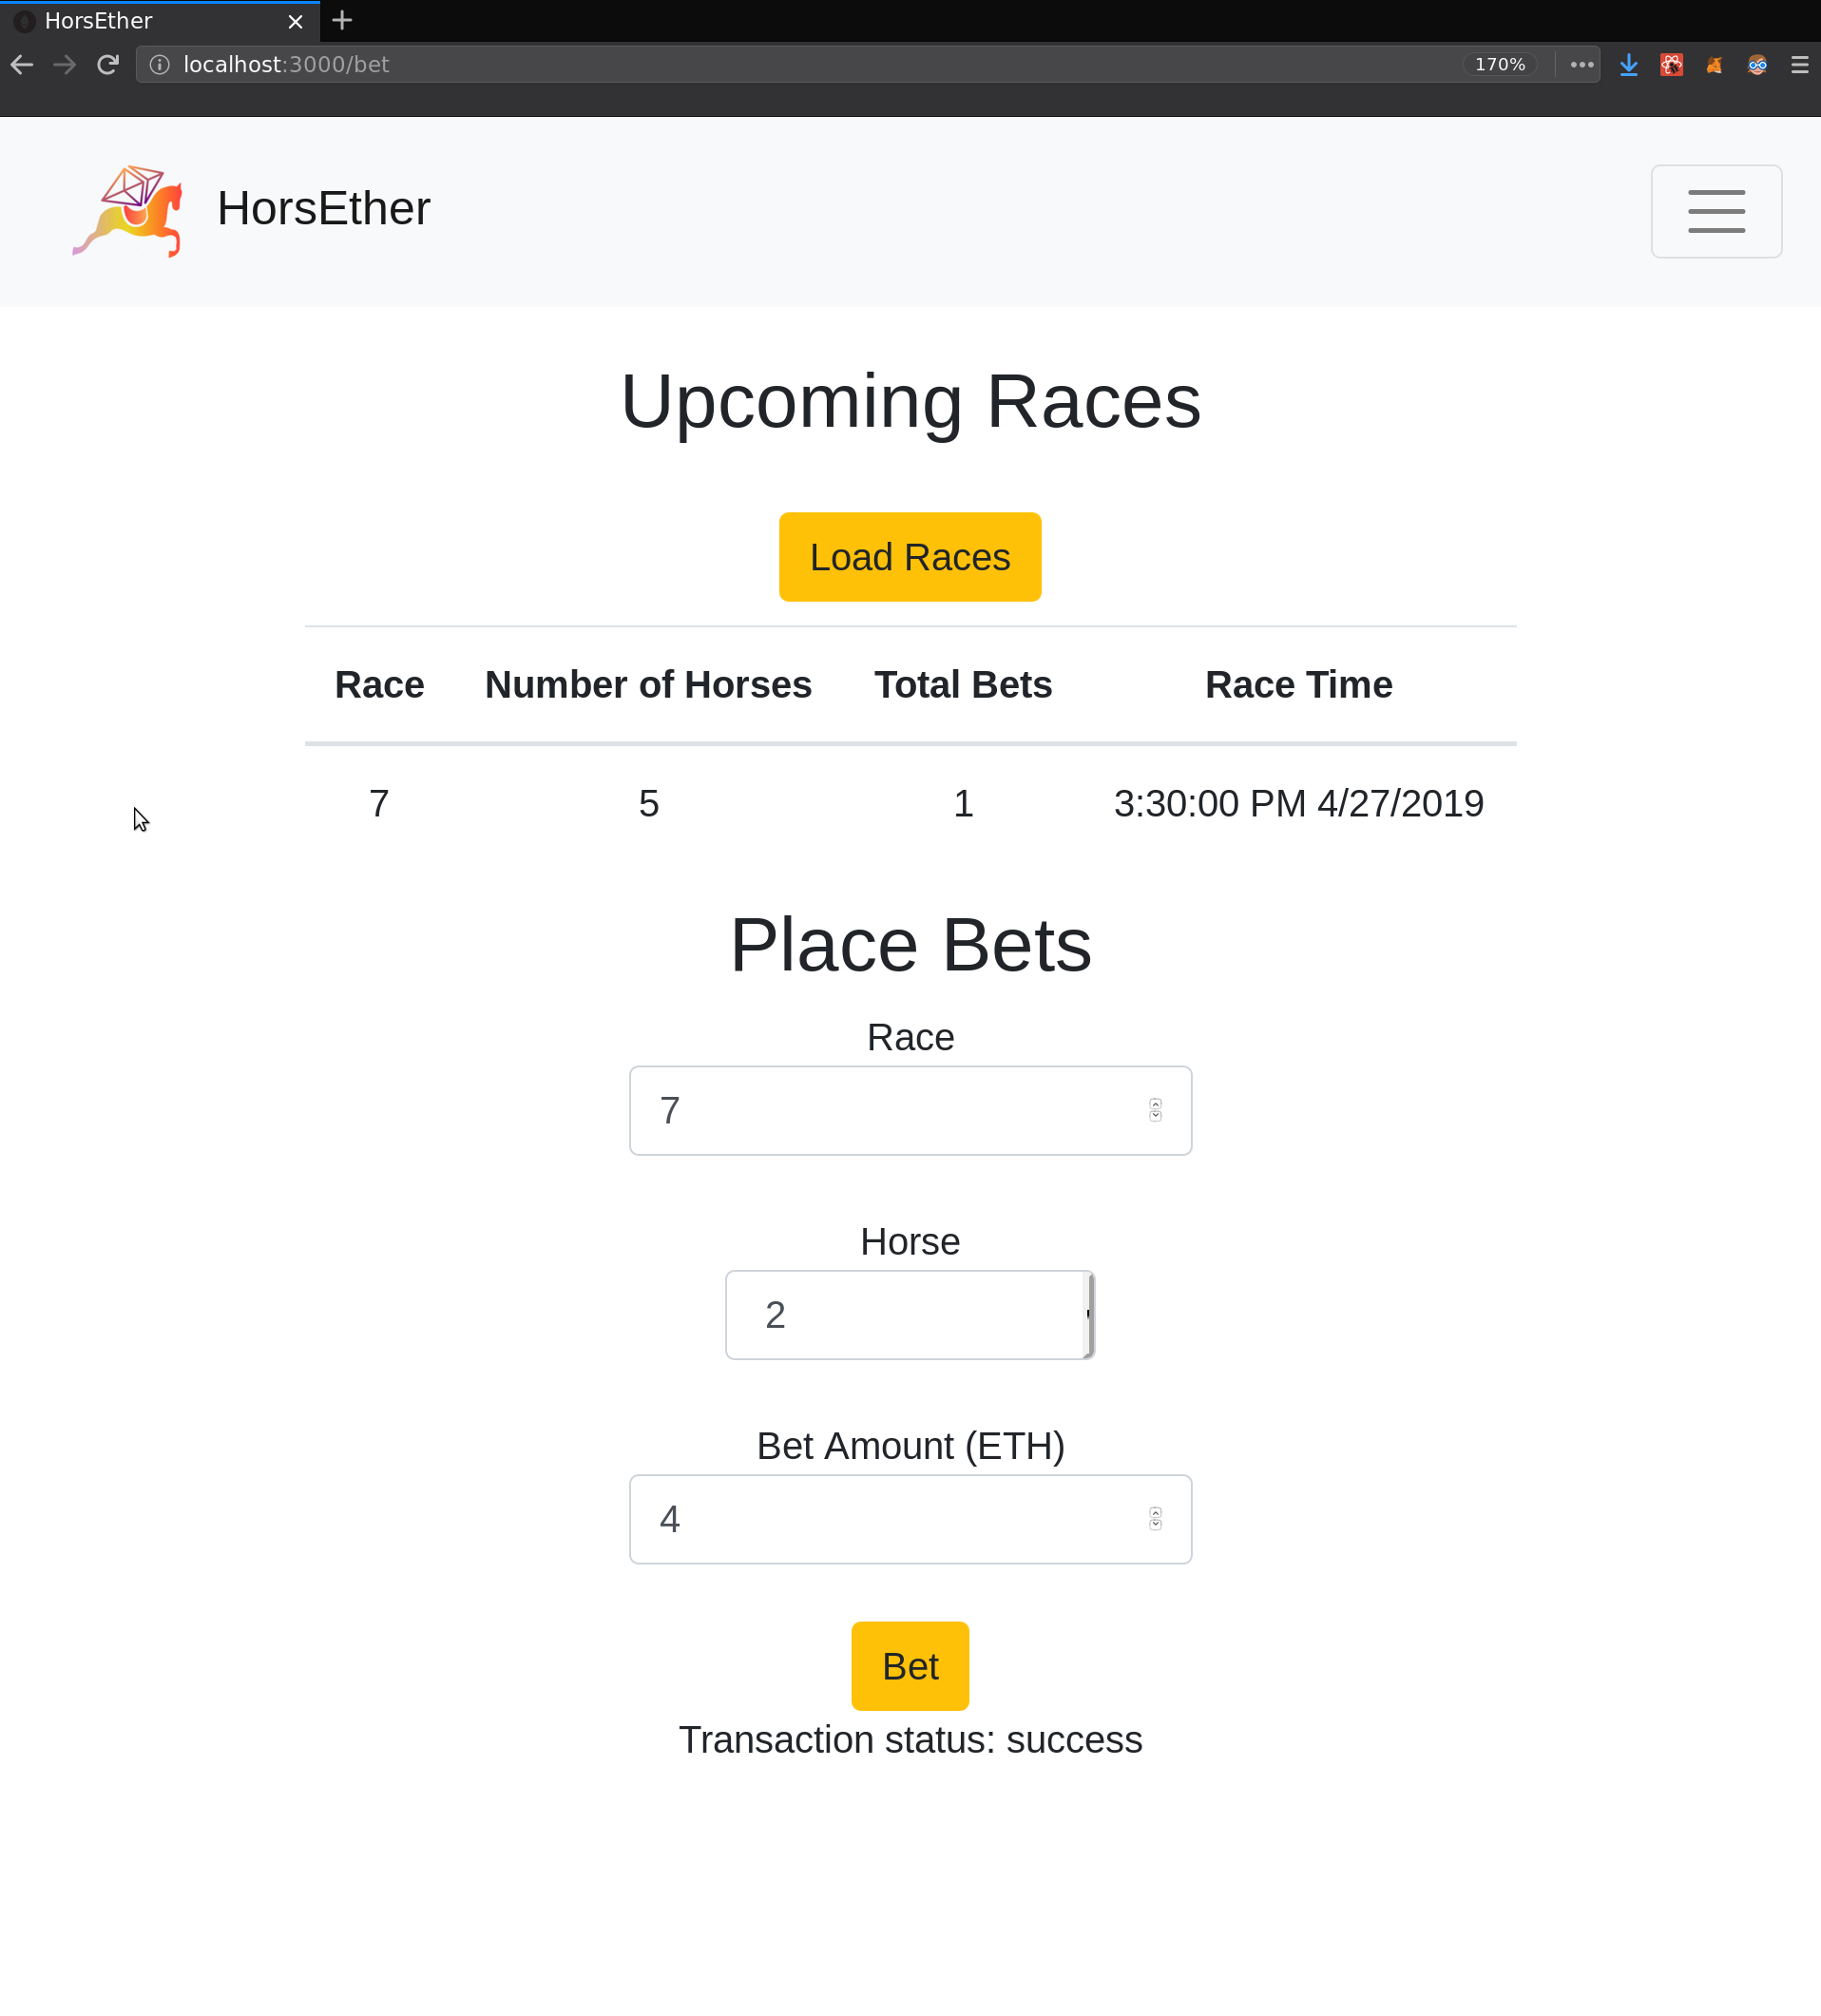 HorsEther
localhost:3000/bet
170%
HorsEther
Upcoming Races
Load Races
Race Number of Horses Total Bets Race Time
7 5 1 3:30:00 PM 4/27/2019
Place Bets
Race
7
Horse
2
Bet Amount (ETH)
4
Bet
Transaction status: success